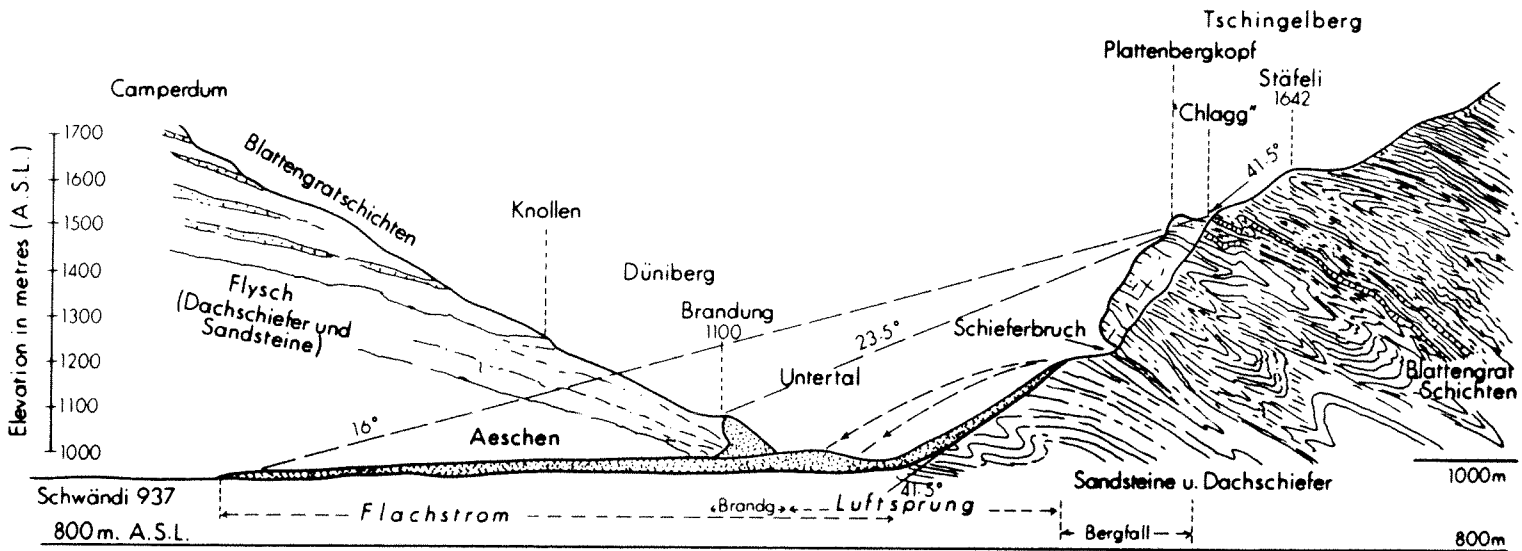 Tschingelberg
Plattenbergkopf
Stäfeli
1642
Camperdum
"Chlagg"
1700
1600
1500
1400
1300
1200
1100
1000
Elevation in metres (A.S.L.)
Blattengratschichten
41.5°
Knollen
Flysch
(Dachschiefer und
Sandsteine)
Düniberg
Brandung
1100
23.5°
Schieferbruch
Untertal
Blattengrat
Schichten
16°
Aeschen
1000m
Schwändi 937
41.5°
Sandsteine u. Dachschiefer
Flachstrom
Brandg
Luftsprung
Bergfall
800m. A.S.L.
800m